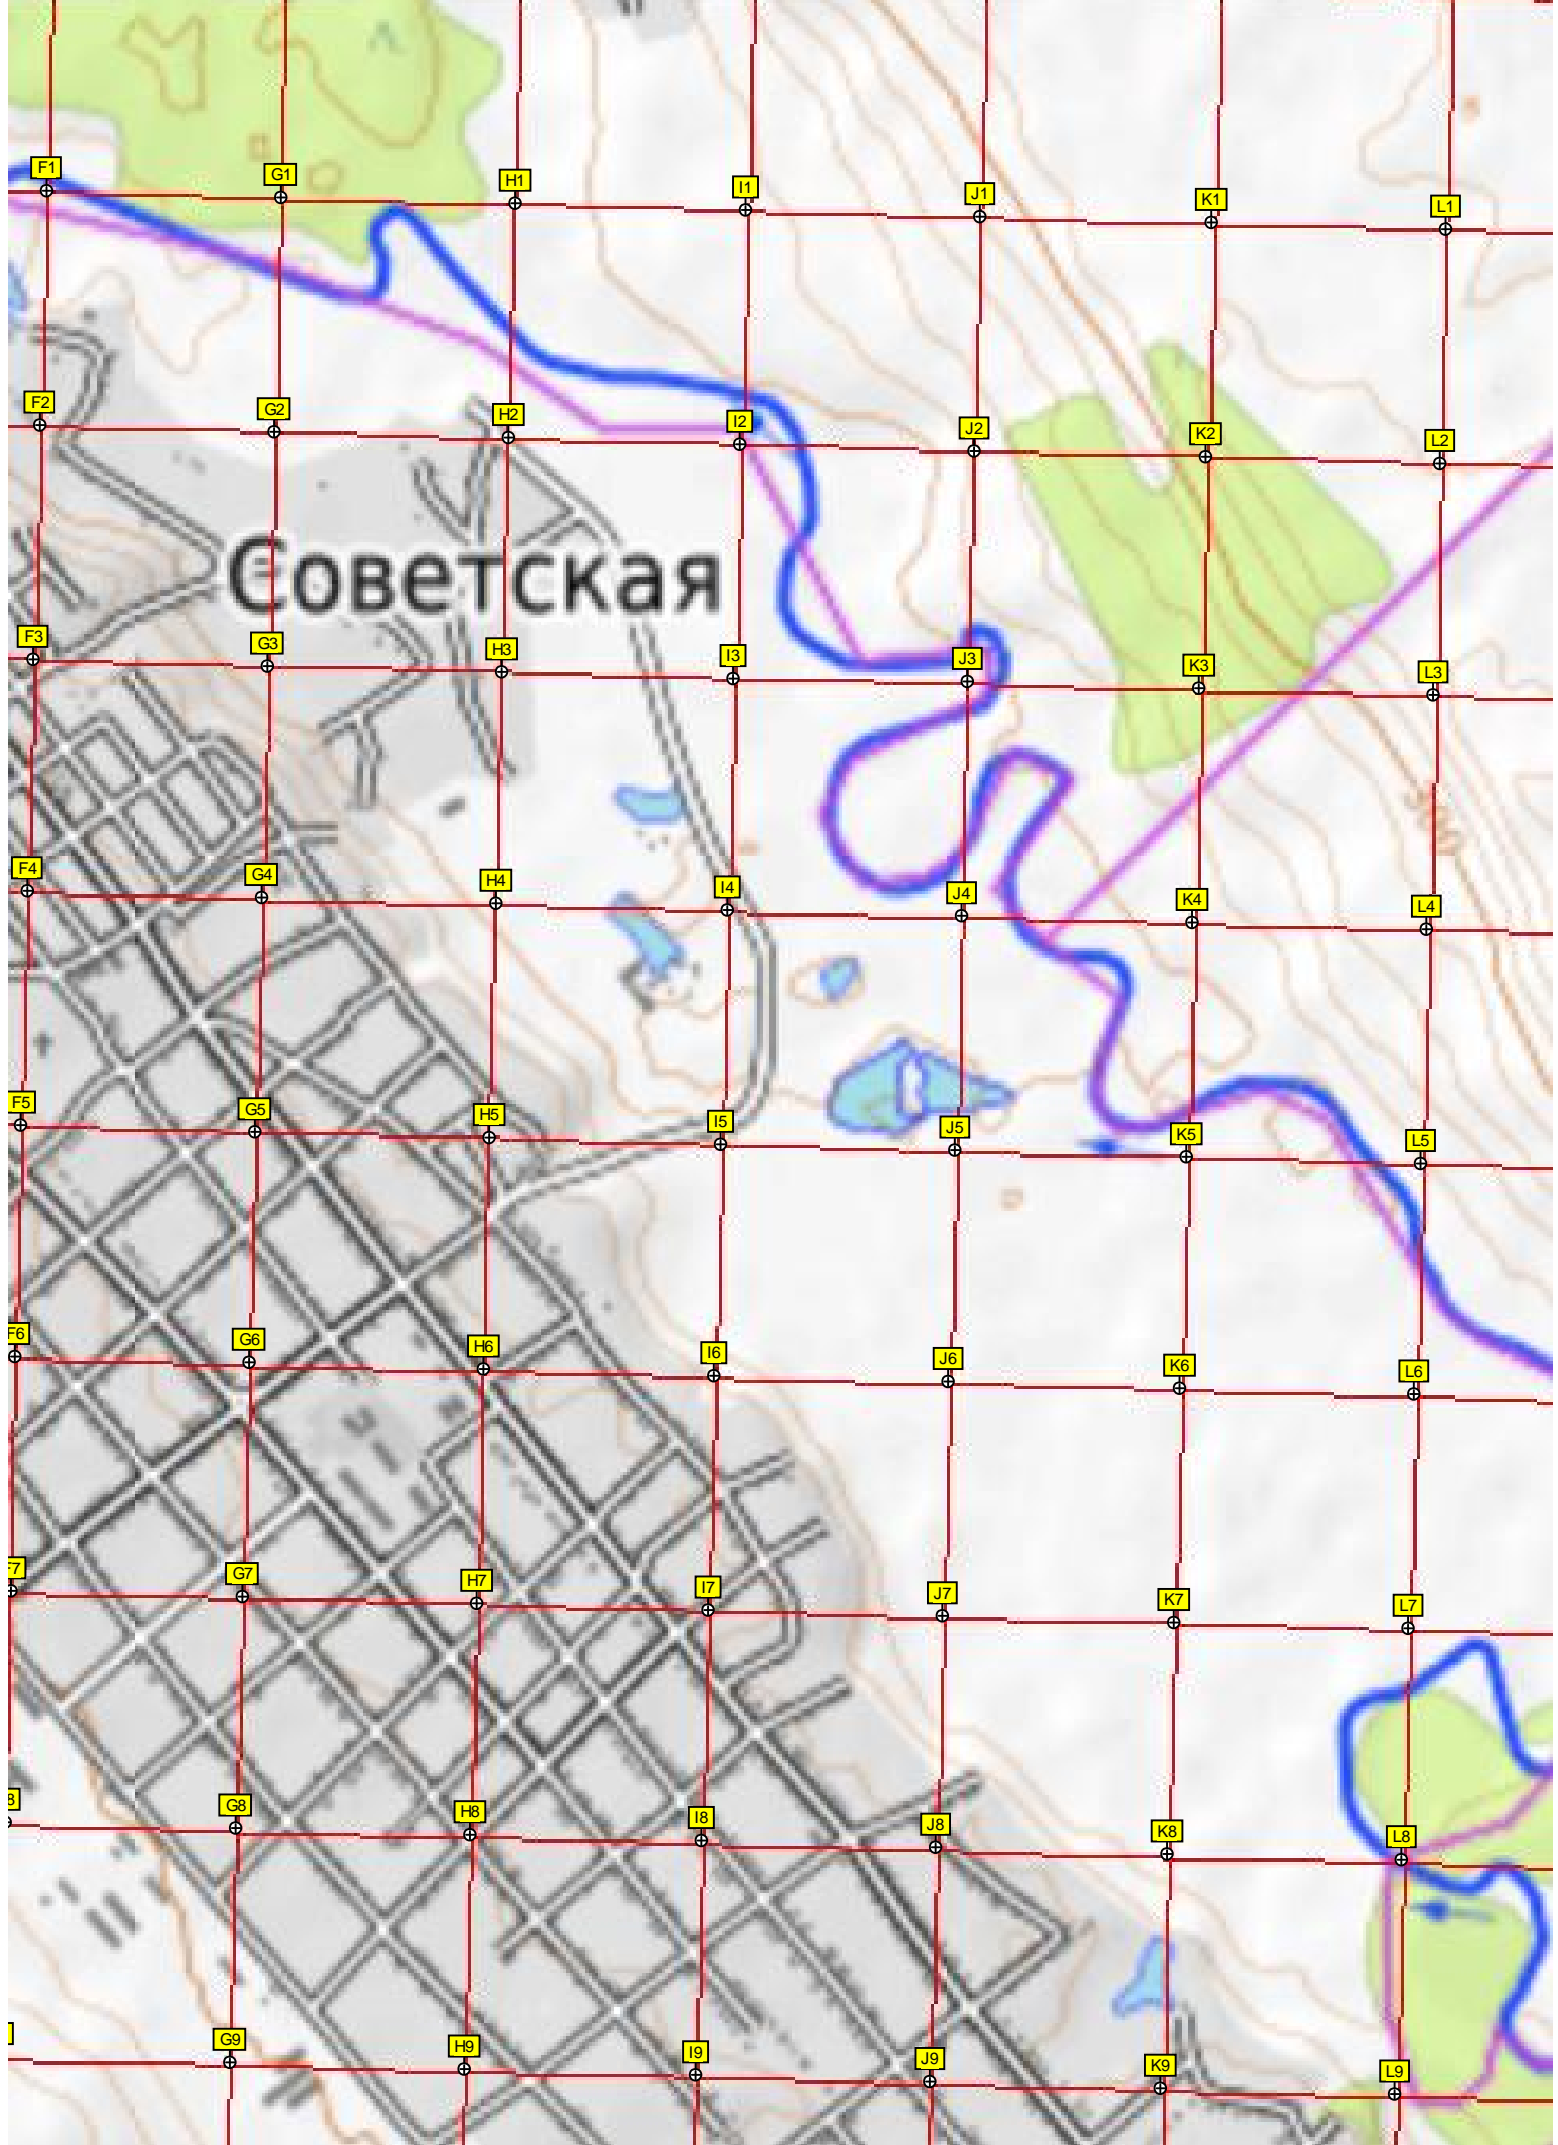 F1 G1 H1 I1 J1 K1 L1
F2 G2 H2 I2 J2 K2 L2
Советская
F3 G3 H3 I3 J3 K3 L3
F4 G4 H4 I4 J4 K4 L4
F5 G5 H5 I5 J5 K5 L5
F6 G6 H6 I6 J6 K6 L6
F7 G7 H7 I7 J7 K7 L7
8 G8 H8 I8 J8 K8 L8
G9 H9 I9 J9 K9 L9